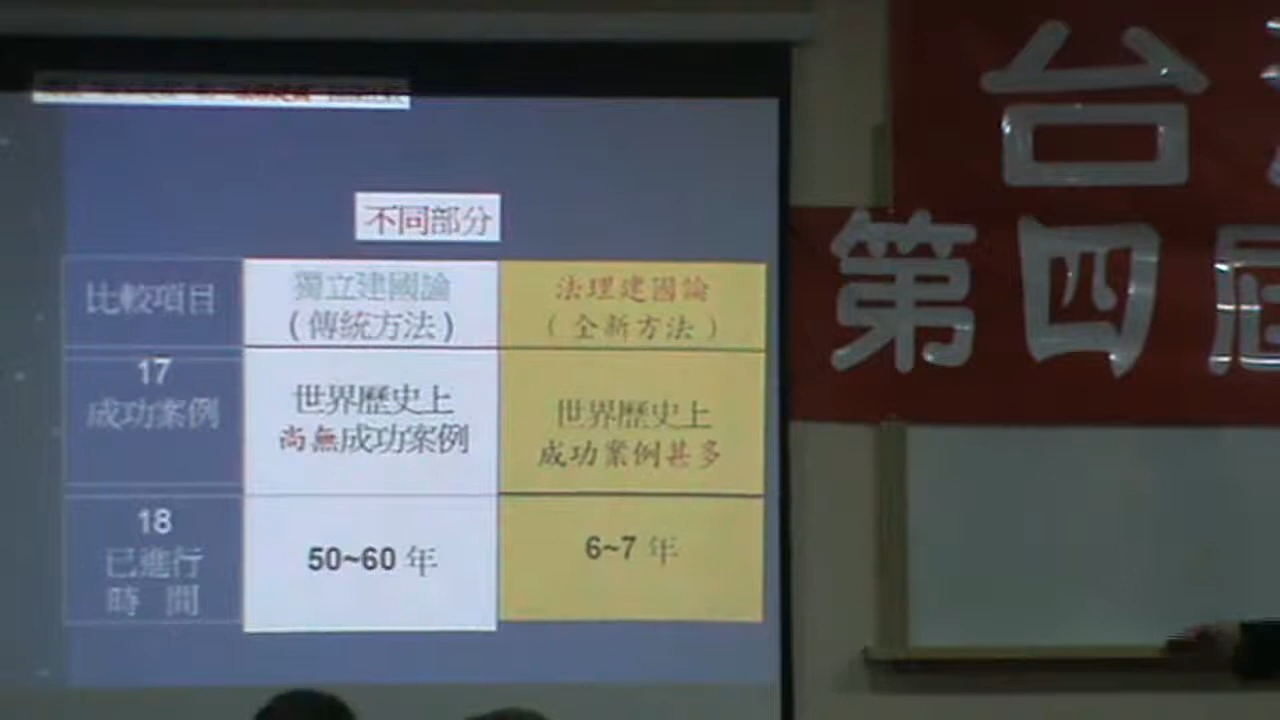 不同部分
比較項目
獨立建國論
(傳統方法)
法理建國論
(全新方法)
17
成功案例
世界歷史上
尚無成功案例
世界歷史上
成功案例甚多
18
已進行
時 間
50~60 年
6~7 年
台
第四屆